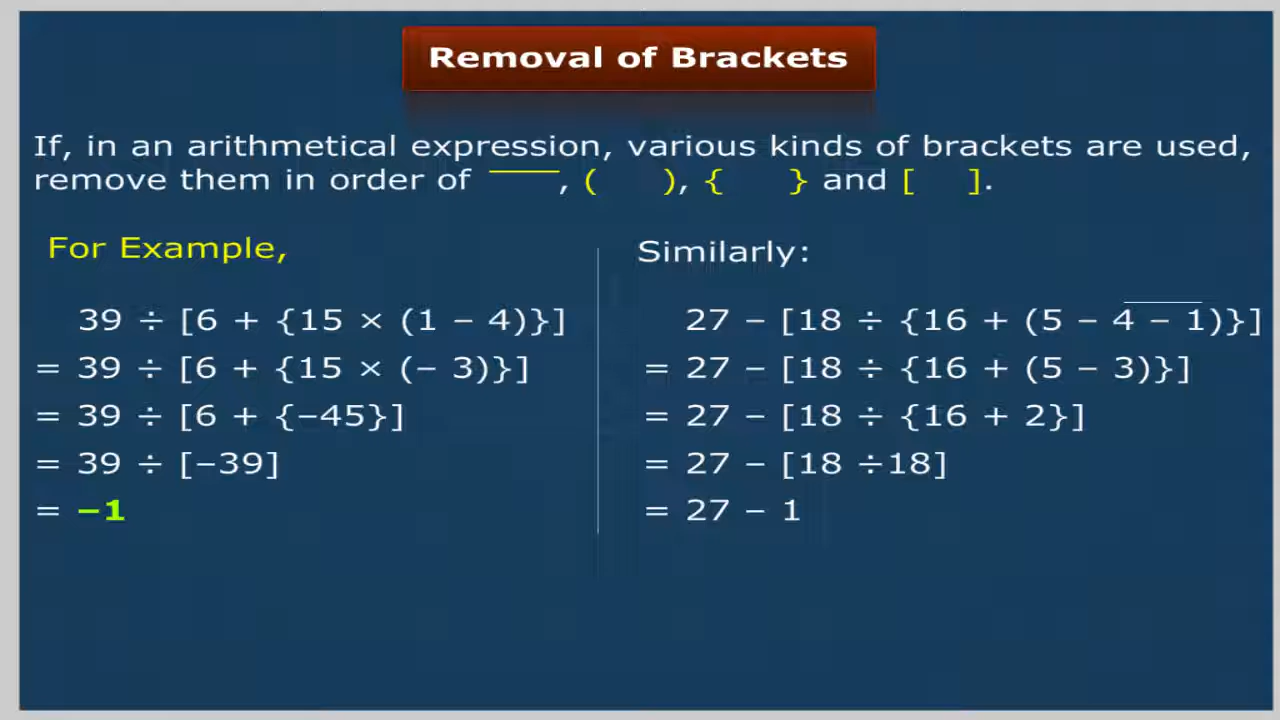 Removal of Brackets
If, in an arithmetical expression, various kinds of brackets are used,
remove them in order of ‾‾‾‾, ( ), { } and [ ].
For Example,
39 ÷ [6 + {15 × (1 – 4)}]
= 39 ÷ [6 + {15 × (– 3)}]
= 39 ÷ [6 + {–45}]
= 39 ÷ [–39]
= –1
Similarly:
27 – [18 ÷ {16 + (5 – 4̅ ̅–̅ ̅1̅)}]
= 27 – [18 ÷ {16 + (5 – 3)}]
= 27 – [18 ÷ {16 + 2}]
= 27 – [18 ÷18]
= 27 – 1